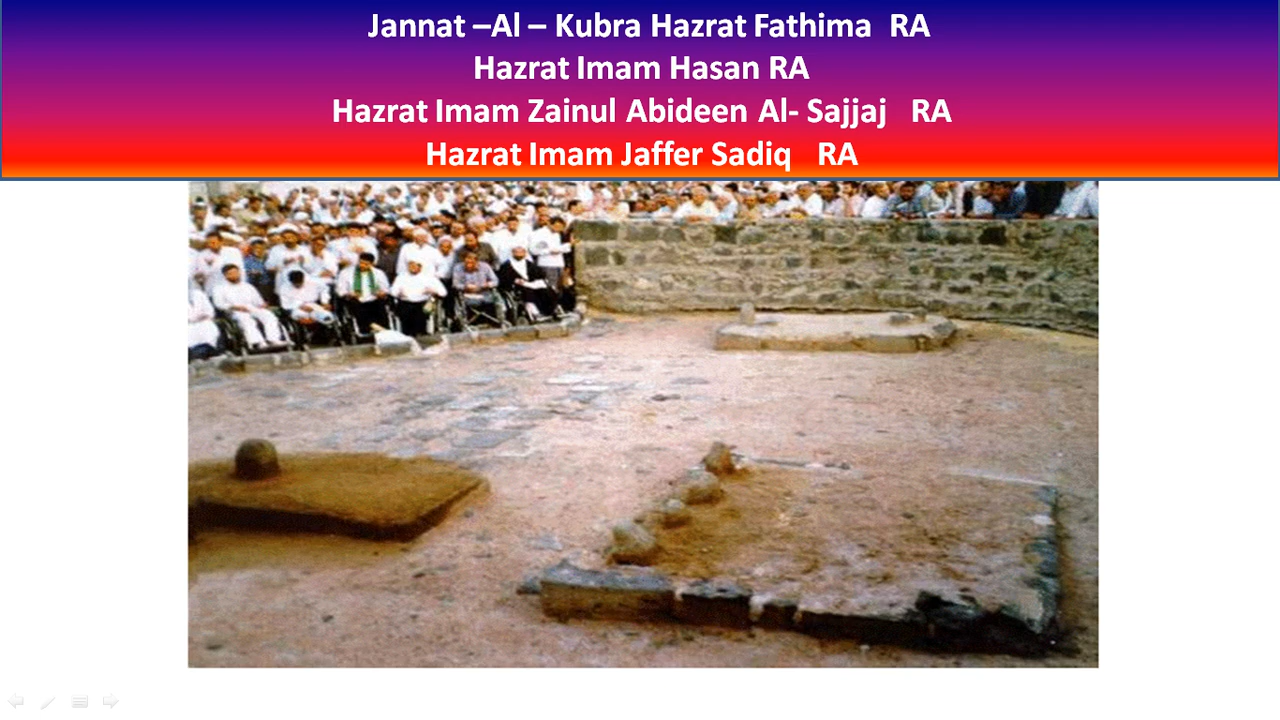 Jannat –Al – Kubra Hazrat Fathima RA
Hazrat Imam Hasan RA
Hazrat Imam Zainul Abideen Al- Sajjaj RA
Hazrat Imam Jaffer Sadiq RA